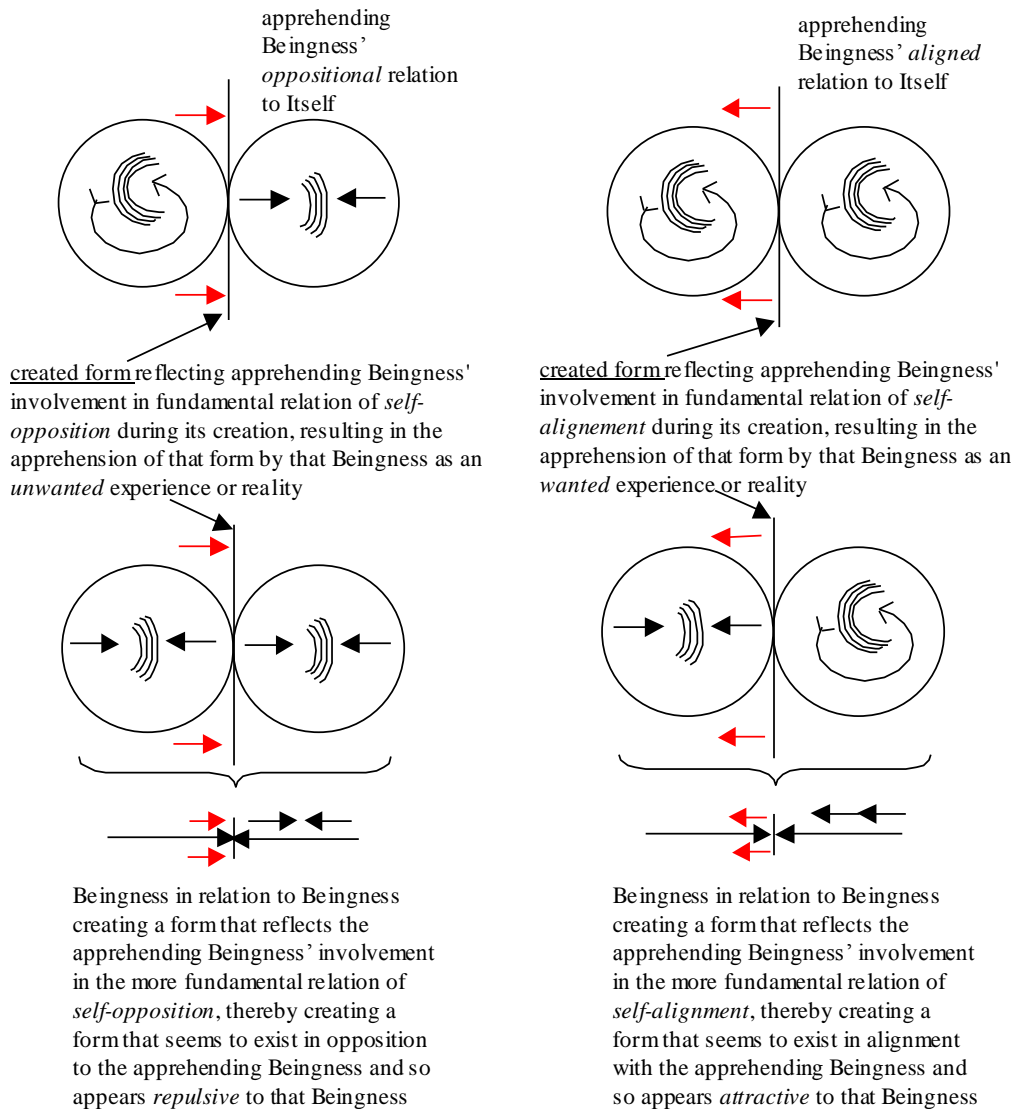 apprehending
Beingness’
oppositional relation
to Itself
created form reflecting apprehending Beingness'
involvement in fundamental relation of self-
opposition during its creation, resulting in the
apprehension of that form by that Beingness as an
unwanted experience or reality
Beingness in relation to Beingness
creating a form that reflects the
apprehending Beingness’ involvement
in the more fundamental relation of
self-opposition, thereby creating a
form that seems to exist in opposition
to the apprehending Beingness and so
appears repulsive to that Beingness
apprehending
Beingness’ aligned
relation to Itself
created form reflecting apprehending Beingness'
involvement in fundamental relation of self-
alignement during its creation, resulting in the
apprehension of that form by that Beingness as an
wanted experience or reality
Beingness in relation to Beingness
creating a form that reflects the
apprehending Beingness’ involvement
in the more fundamental relation of
self-alignment, thereby creating a
form that seems to exist in alignment
with the apprehending Beingness and
so appears attractive to that Beingness